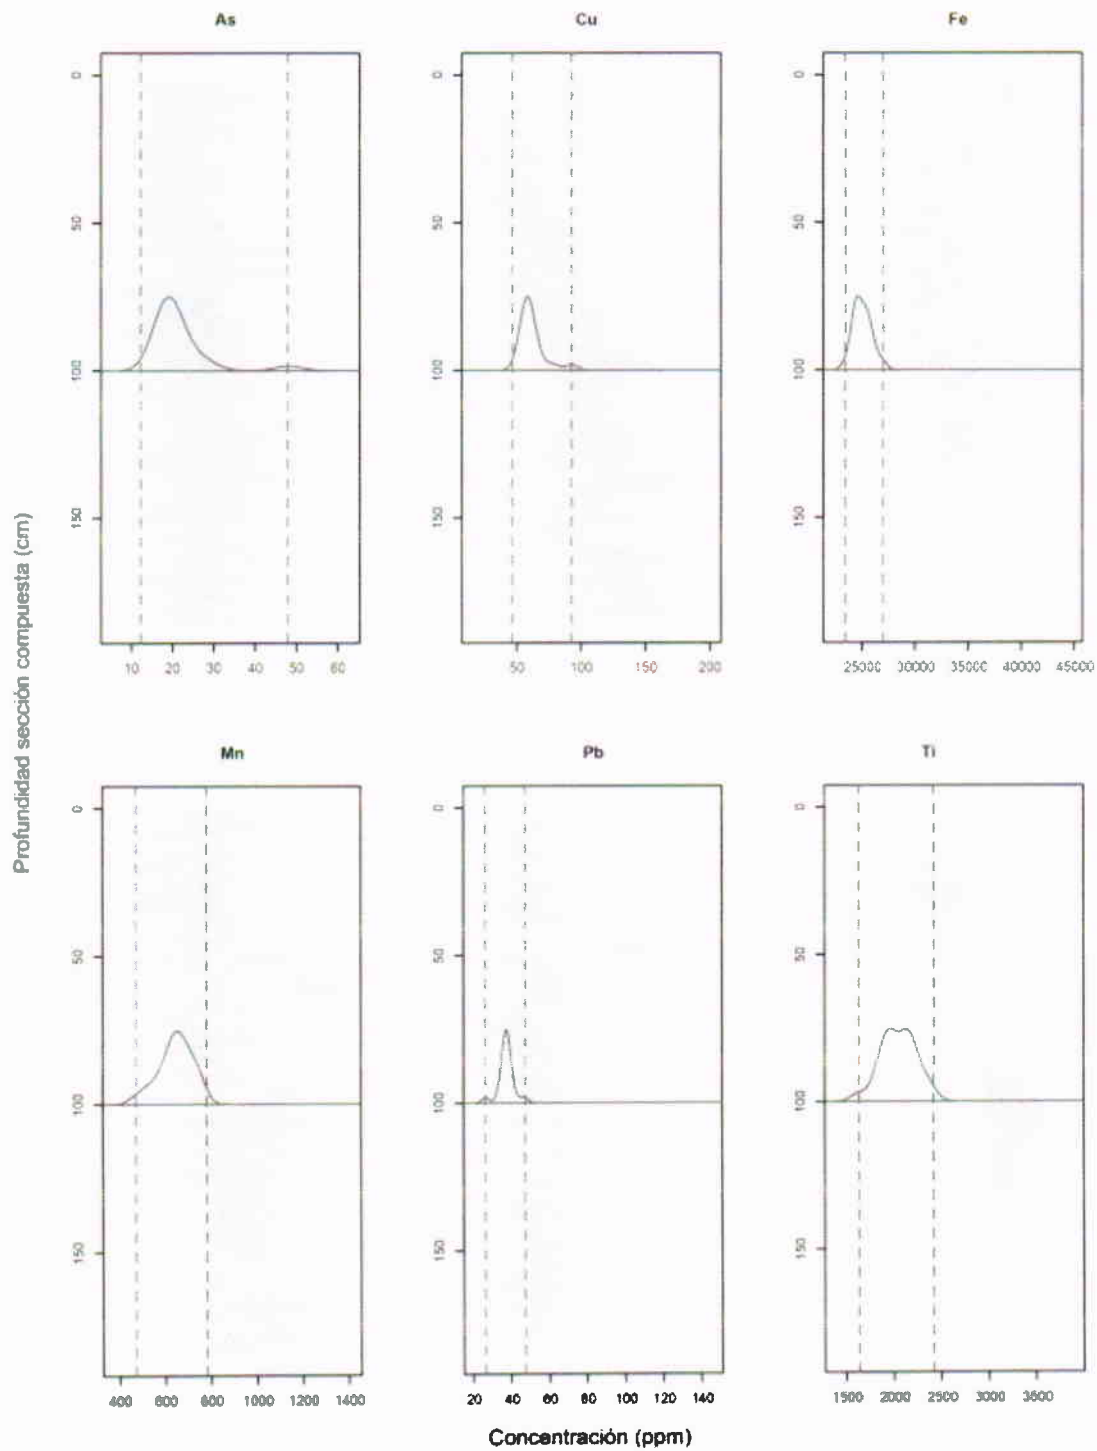 As Cu Fe
0 0 0
50 50 50
100 100 100
150 150 150
10 20 30 40 50 60 50 100 150 200 25000 30000 35000 40000 45000
Profundidad sección compuesta (cm)
Mn Pb Ti
0 0 0
50 50 50
100 100 100
150 150 150
400 600 800 1000 1200 1400 20 40 60 80 100 120 140 1500 2000 2500 3000 3500
Concentración (ppm)